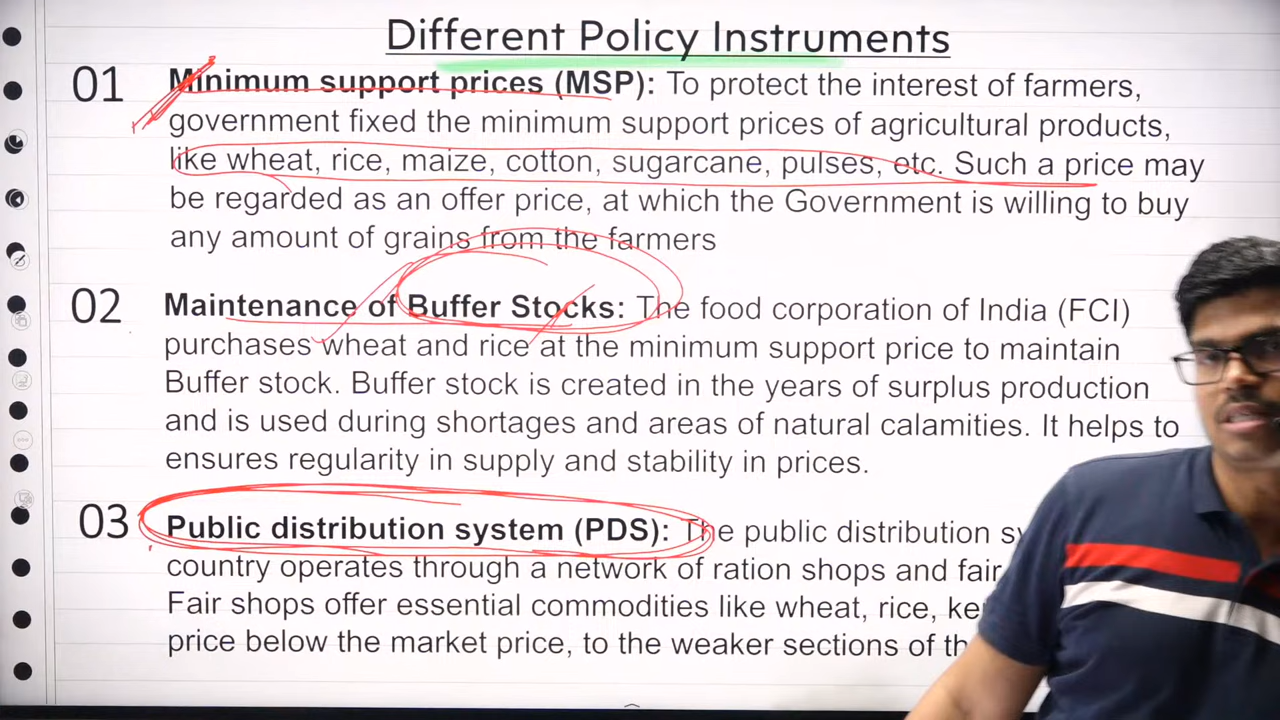 Different Policy Instruments
01 Minimum support prices (MSP): To protect the interest of farmers,
government fixed the minimum support prices of agricultural products,
like wheat, rice, maize, cotton, sugarcane, pulses, etc. Such a price may
be regarded as an offer price, at which the Government is willing to buy
any amount of grains from the farmers
02 Maintenance of Buffer Stocks: The food corporation of India (FCI)
purchases wheat and rice at the minimum support price to maintain
Buffer stock. Buffer stock is created in the years of surplus production
and is used during shortages and areas of natural calamities. It helps to
ensures regularity in supply and stability in prices.
03 Public distribution system (PDS): The public distribution
country operates through a network of ration shops and fair
Fair shops offer essential commodities like wheat, rice,
price below the market price, to the weaker sections of